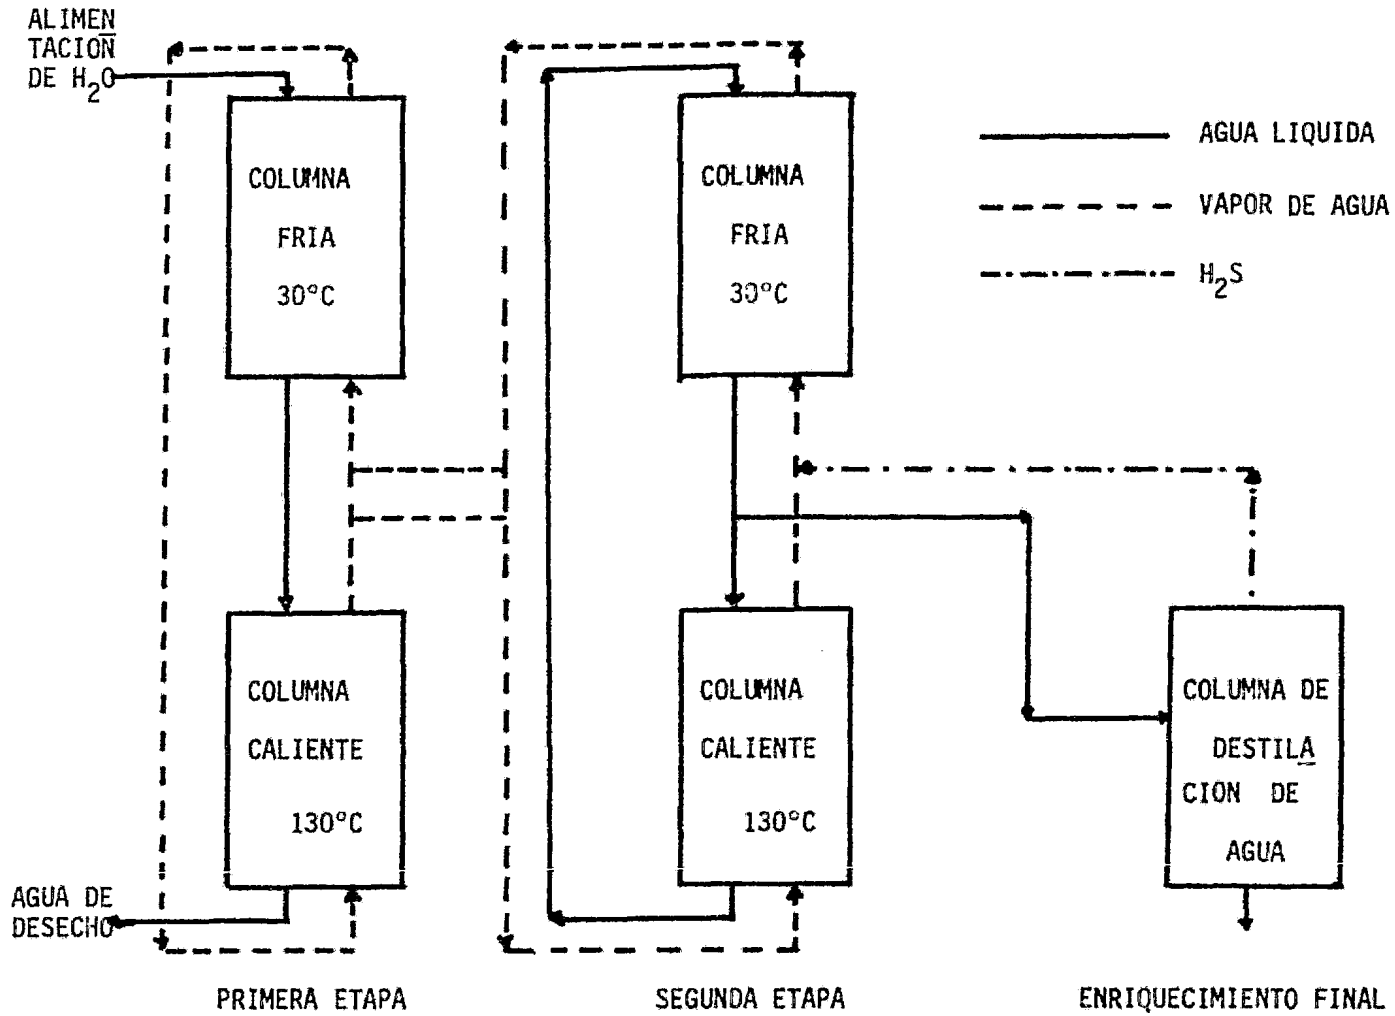 ALIMEN
TACION
DE H₂O
COLUMNA
FRIA
30°C
COLUMNA
FRIA
30°C
AGUA LIQUIDA
VAPOR DE AGUA
H₂S
COLUMNA
CALIENTE
130°C
COLUMNA
CALIENTE
130°C
COLUMNA DE
DESTILA
CION DE
AGUA
AGUA DE
DESECHO
PRIMERA ETAPA
SEGUNDA ETAPA
ENRIQUECIMIENTO FINAL